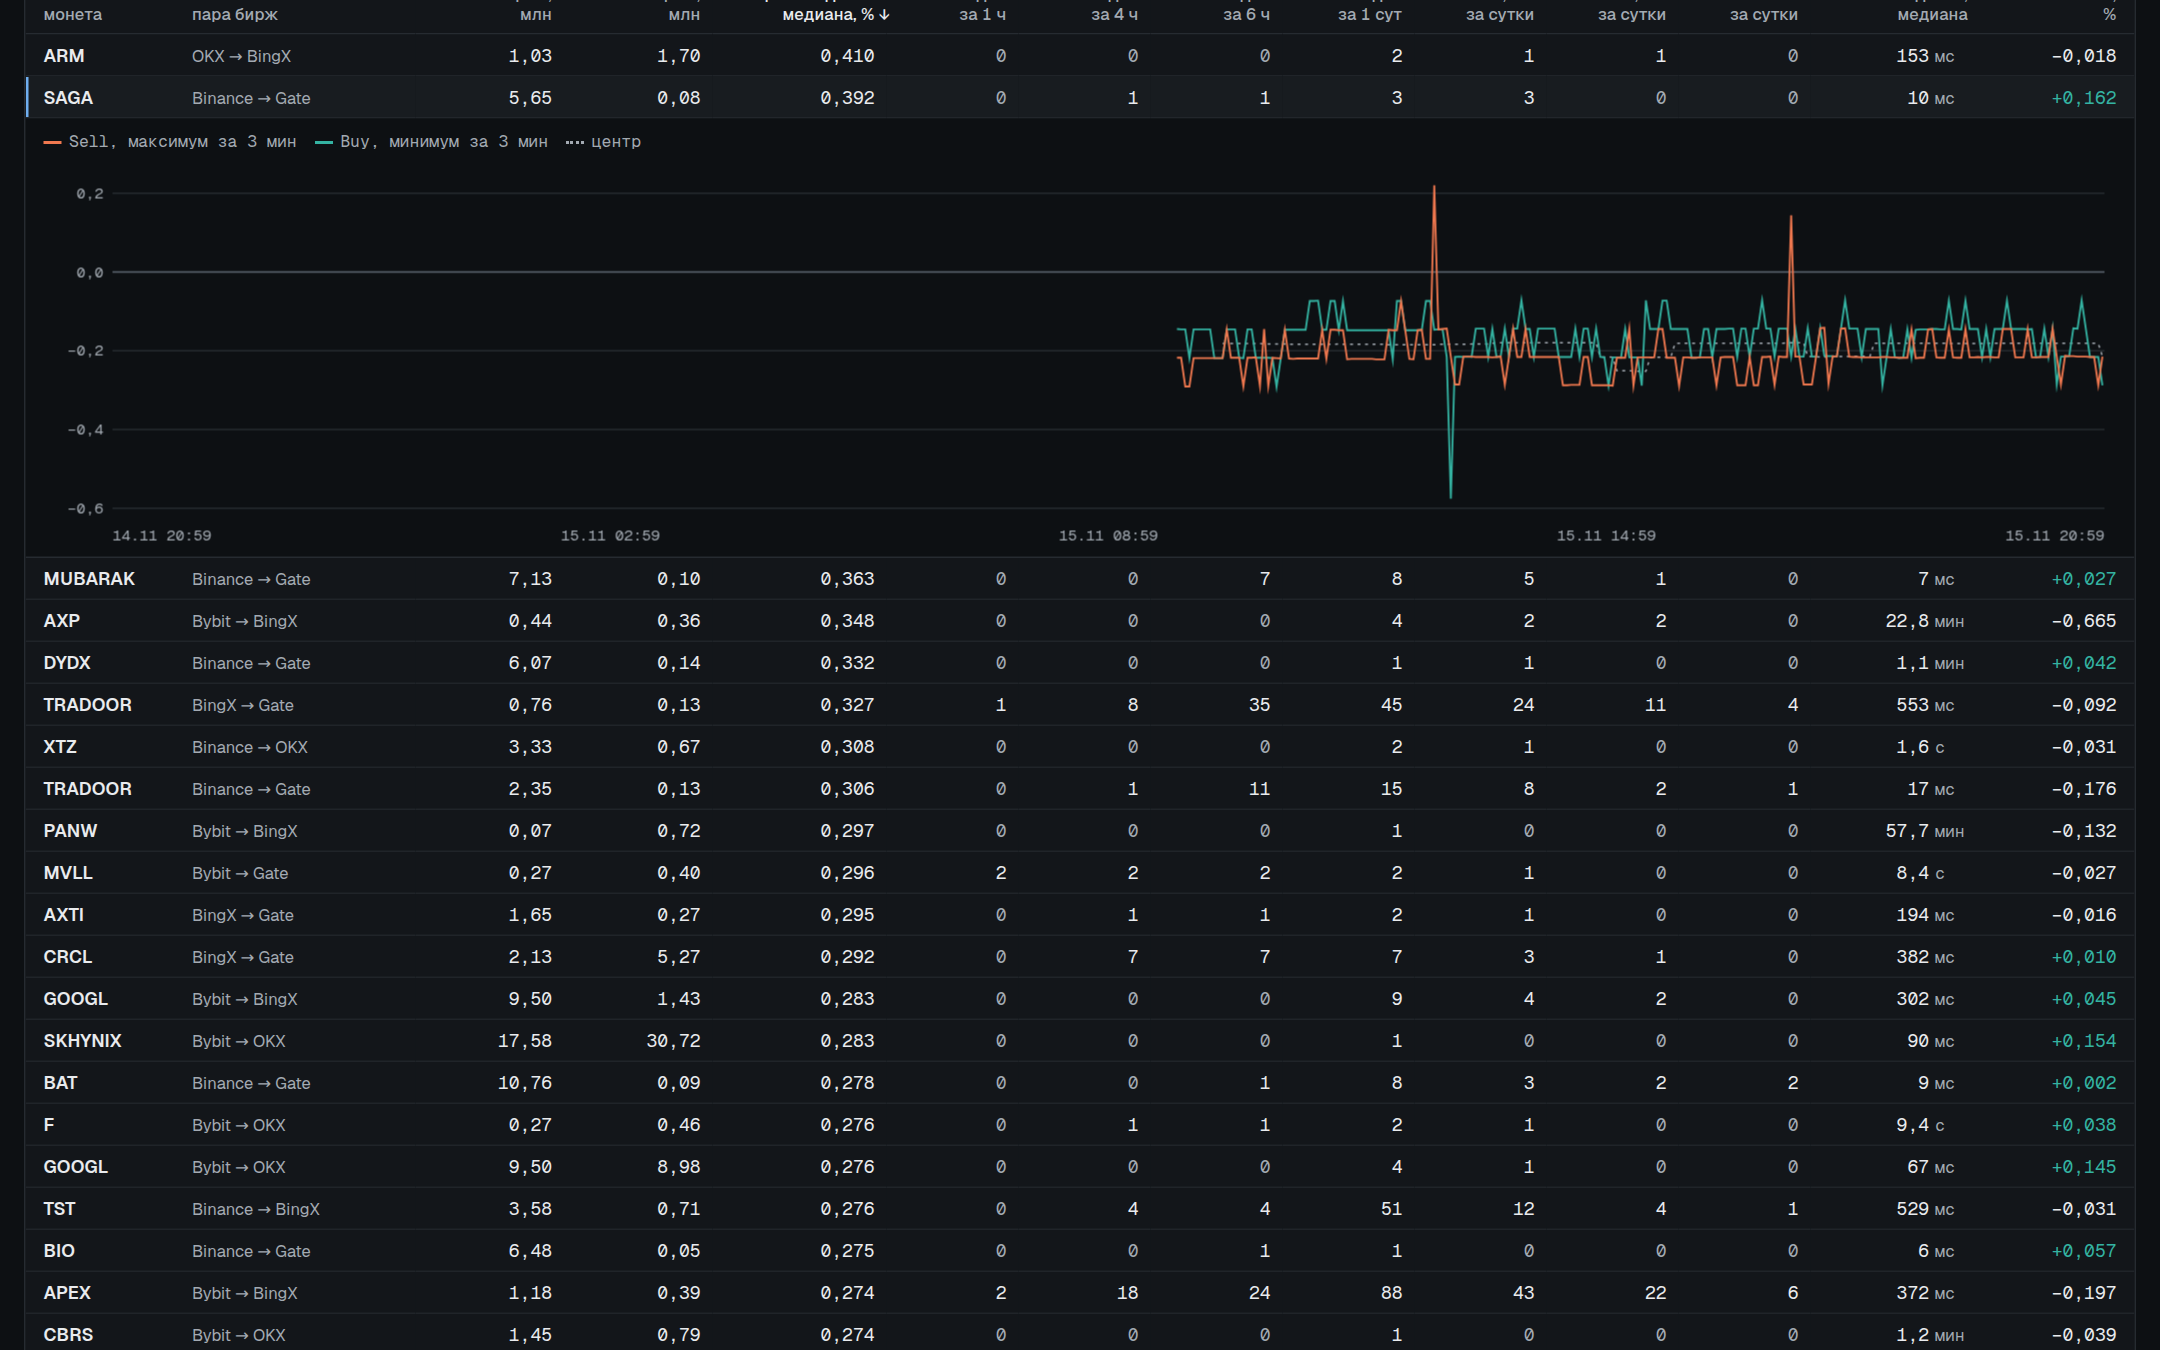 монета пара бирж млн млн медиана, % ↓ за 1 ч за 4 ч за 6 ч за 1 сут за сутки за сутки за сутки медиана %
ARM OKX → BingX 1,03 1,70 0,410 0 0 0 2 1 1 0 153 мс −0,018
SAGA Binance → Gate 5,65 0,08 0,392 0 1 1 3 3 0 0 10 мс +0,162
Sell, максимум за 3 мин Buy, минимум за 3 мин центр
0,2
0,0
−0,2
−0,4
−0,6
14.11 20:59 15.11 02:59 15.11 08:59 15.11 14:59 15.11 20:59
MUBARAK Binance → Gate 7,13 0,10 0,363 0 0 7 8 5 1 0 7 мс +0,027
AXP Bybit → BingX 0,44 0,36 0,348 0 0 0 4 2 2 0 22,8 мин −0,665
DYDX Binance → Gate 6,07 0,14 0,332 0 0 0 1 1 0 0 1,1 мин +0,042
TRADOOR BingX → Gate 0,76 0,13 0,327 1 8 35 45 24 11 4 553 мс −0,092
XTZ Binance → OKX 3,33 0,67 0,308 0 0 0 2 1 0 0 1,6 с −0,031
TRADOOR Binance → Gate 2,35 0,13 0,306 0 1 11 15 8 2 1 17 мс −0,176
PANW Bybit → BingX 0,07 0,72 0,297 0 0 0 1 0 0 0 57,7 мин −0,132
MVLL Bybit → Gate 0,27 0,40 0,296 2 2 2 2 1 0 0 8,4 с −0,027
AXTI BingX → Gate 1,65 0,27 0,295 0 1 1 2 1 0 0 194 мс −0,016
CRCL BingX → Gate 2,13 5,27 0,292 0 7 7 7 3 1 0 382 мс +0,010
GOOGL Bybit → BingX 9,50 1,43 0,283 0 0 0 9 4 2 0 302 мс +0,045
SKHYNIX Bybit → OKX 17,58 30,72 0,283 0 0 0 1 0 0 0 90 мс +0,154
BAT Binance → Gate 10,76 0,09 0,278 0 0 1 8 3 2 2 9 мс +0,002
F Bybit → OKX 0,27 0,46 0,276 0 1 1 2 1 0 0 9,4 с +0,038
GOOGL Bybit → OKX 9,50 8,98 0,276 0 0 0 4 1 0 0 67 мс +0,145
TST Binance → BingX 3,58 0,71 0,276 0 4 4 51 12 4 1 529 мс −0,031
BIO Binance → Gate 6,48 0,05 0,275 0 0 1 1 0 0 0 6 мс +0,057
APEX Bybit → BingX 1,18 0,39 0,274 2 18 24 88 43 22 6 372 мс −0,197
CBRS Bybit → OKX 1,45 0,79 0,274 0 0 0 1 0 0 0 1,2 мин −0,039